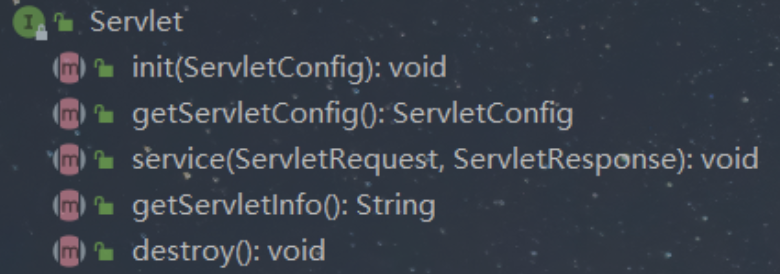 Servlet
init(ServletConfig): void
getServletConfig(): ServletConfig
service(ServletRequest, ServletResponse): void
getServletInfo(): String
destroy(): void